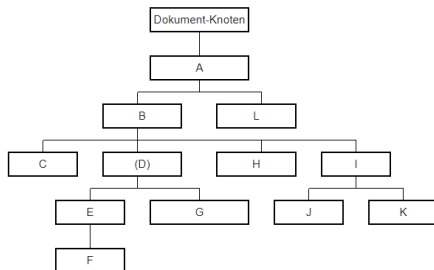 Dokument-Knoten
A
B L
C (D) H I
E G J K
F